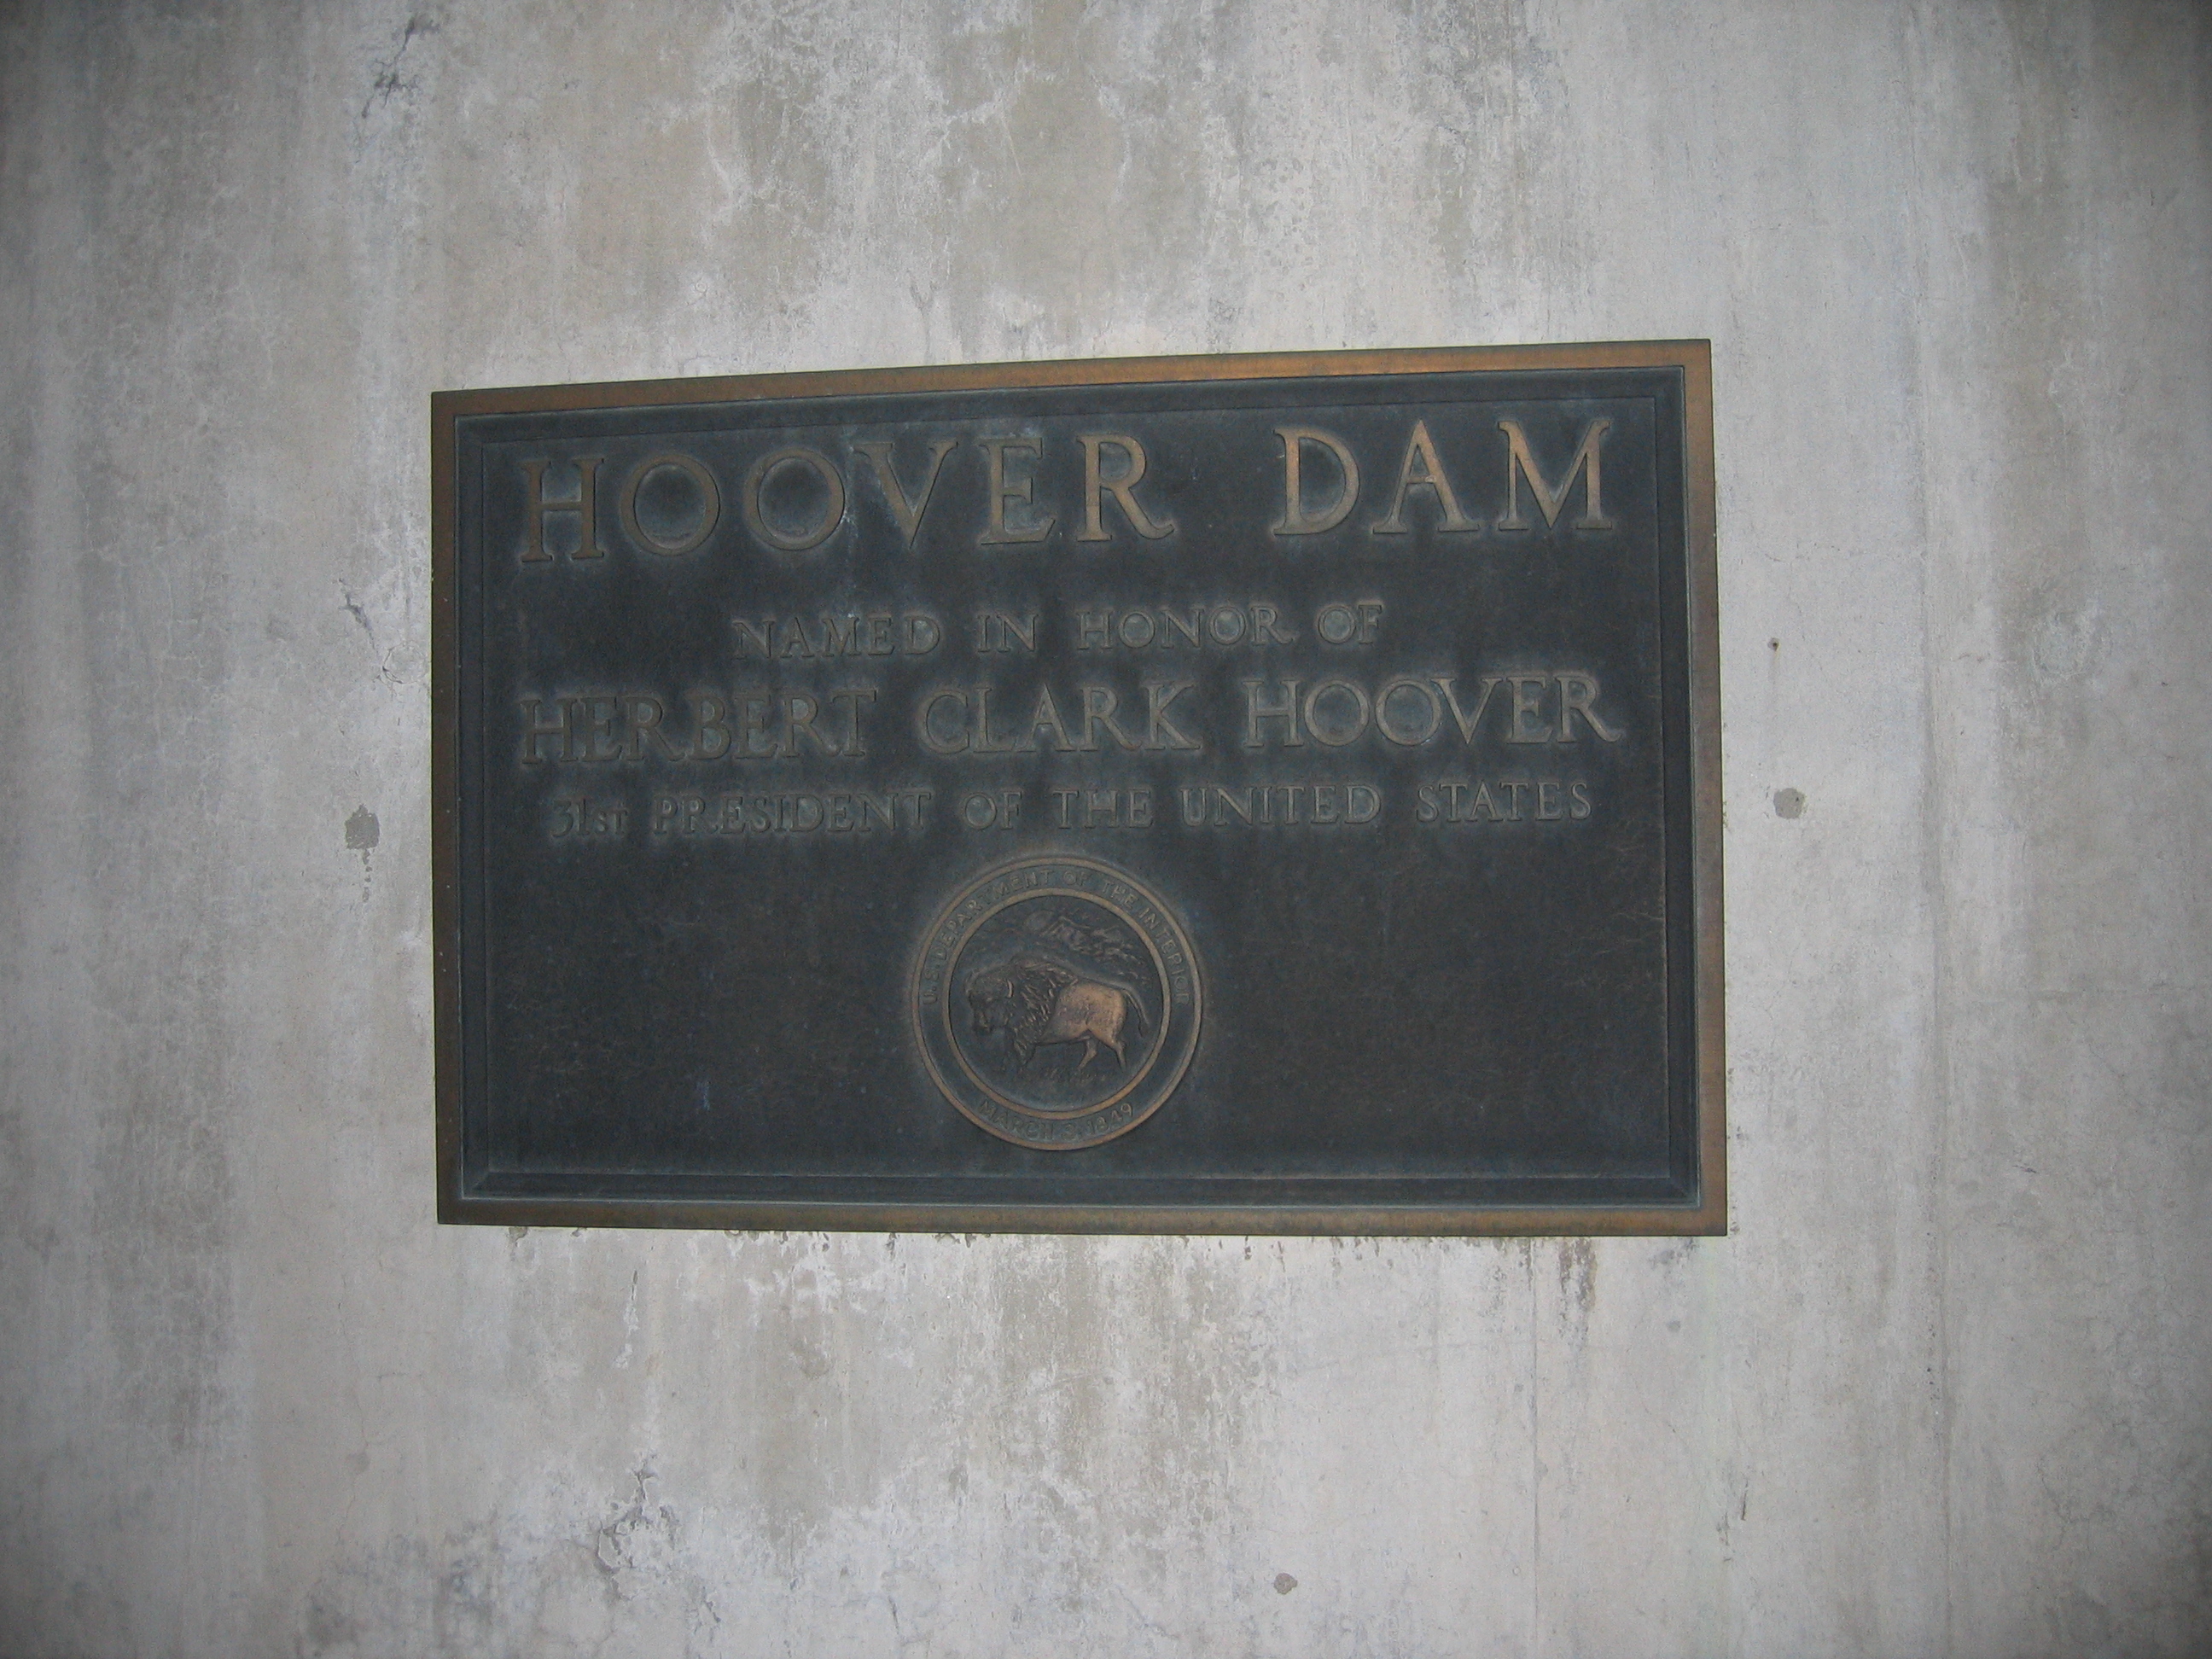 HOOVER DAM
NAMED IN HONOR OF
HERBERT CLARK HOOVER
31ST PRESIDENT OF THE UNITED STATES
U.S. DEPARTMENT OF THE INTERIOR
MARCH 3, 1849